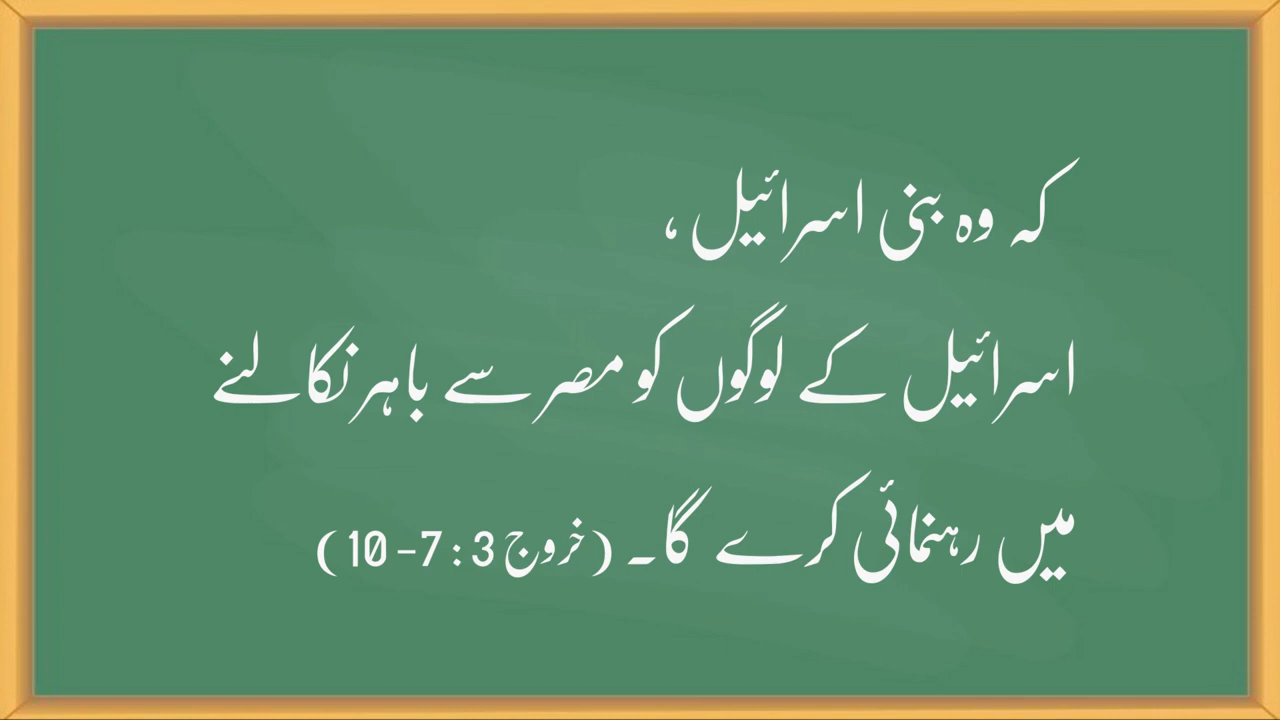 کہ وہ بنی اسرائیل ،
اسرائیل کے لوگوں کو مصر سے باہر نکالنے
میں رہنمائی کرے گا۔ (خروج 3 : 7– 10 )